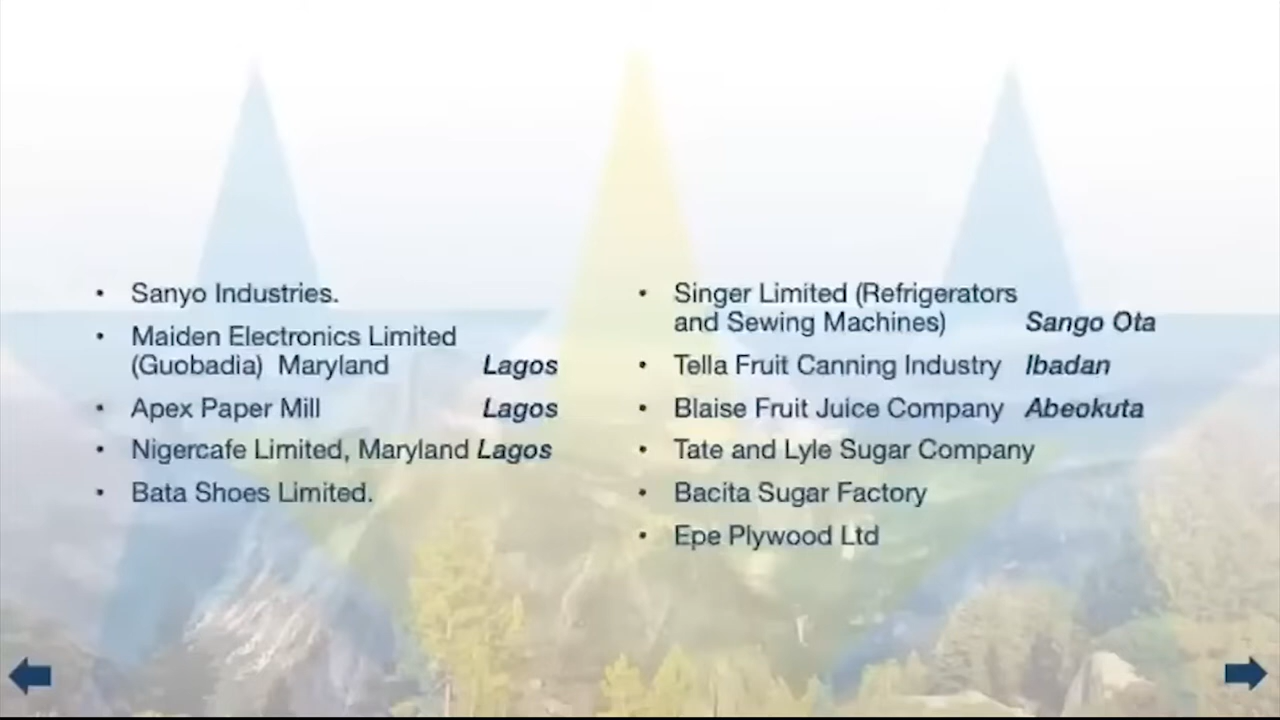 • Sanyo Industries.
• Maiden Electronics Limited
(Guobadia) Maryland Lagos
• Apex Paper Mill Lagos
• Nigercafe Limited, Maryland Lagos
• Bata Shoes Limited.
• Singer Limited (Refrigerators
and Sewing Machines) Sango Ota
• Tella Fruit Canning Industry Ibadan
• Blaise Fruit Juice Company Abeokuta
• Tate and Lyle Sugar Company
• Bacita Sugar Factory
• Epe Plywood Ltd